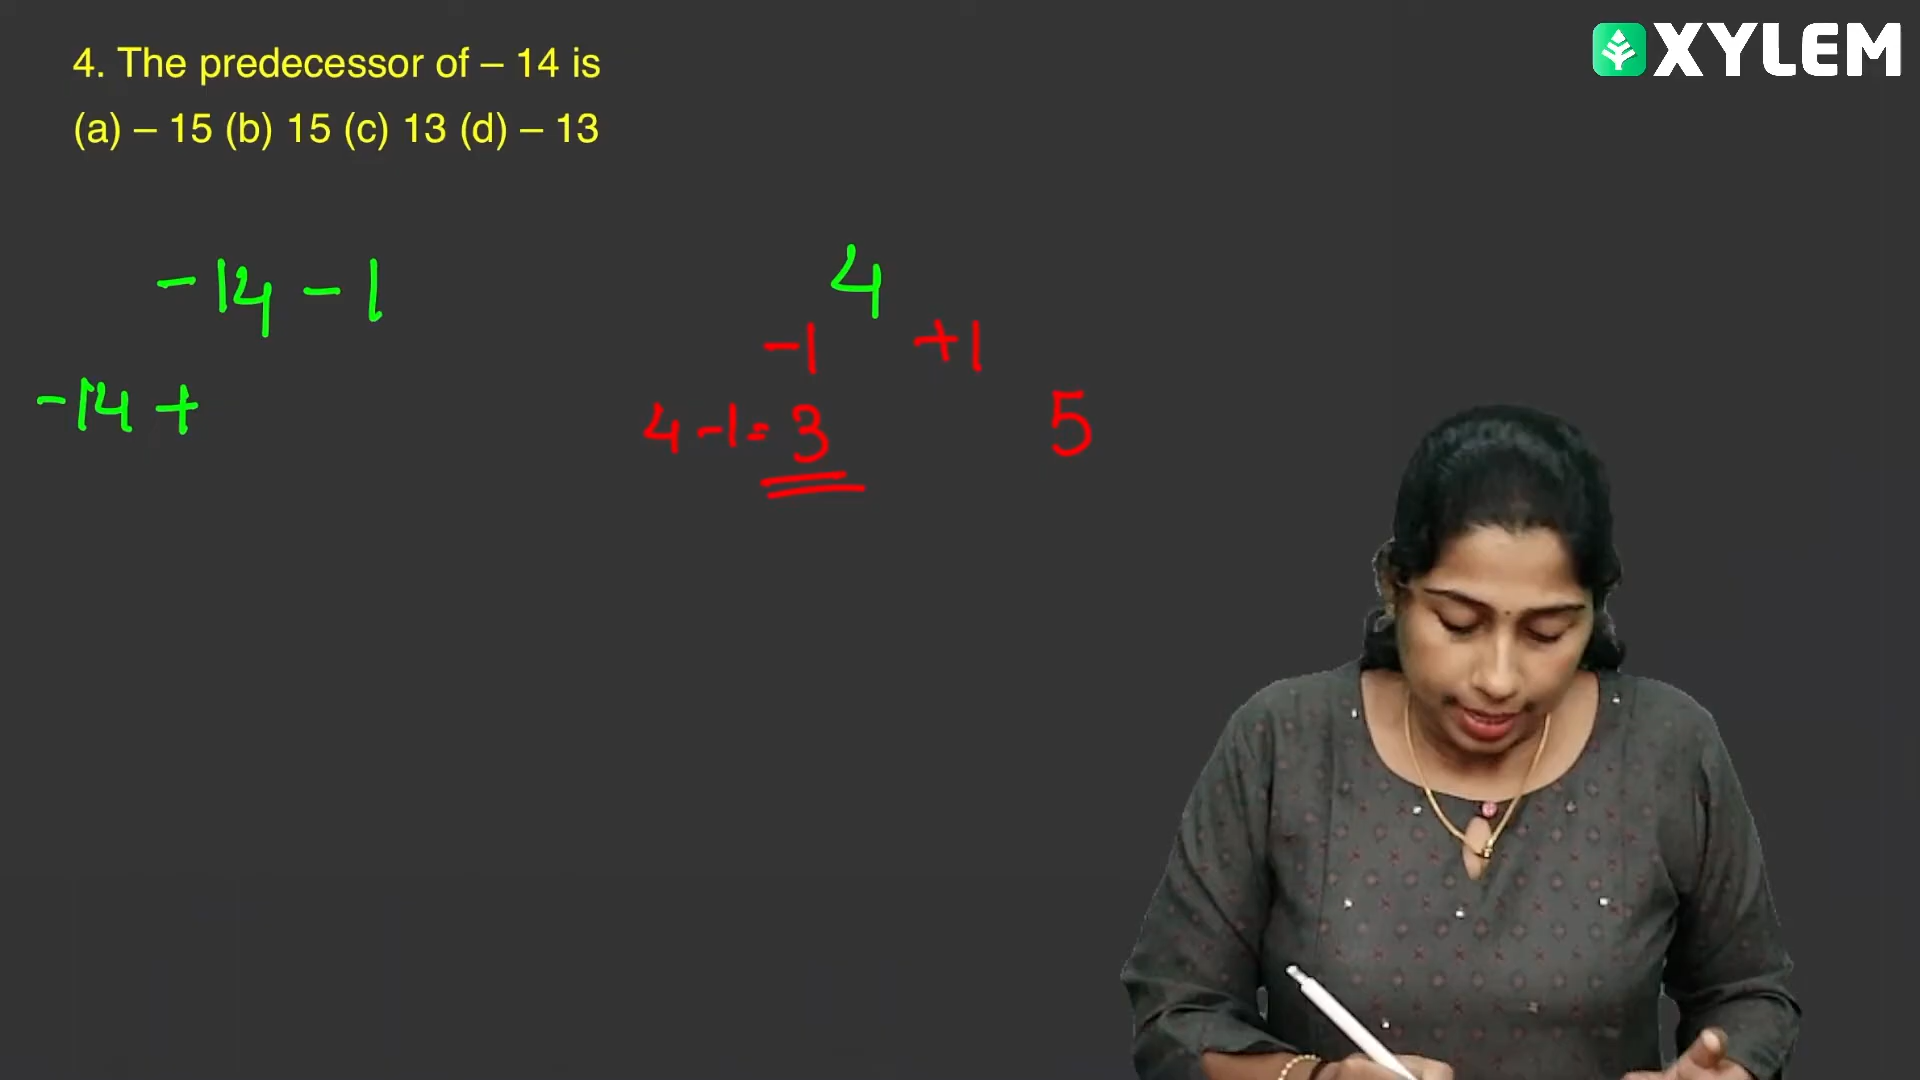 XYLEM
4. The predecessor of – 14 is
(a) – 15 (b) 15 (c) 13 (d) – 13
-14 - 1
-14 +
4
-1 +1
4 -1 = 3
5